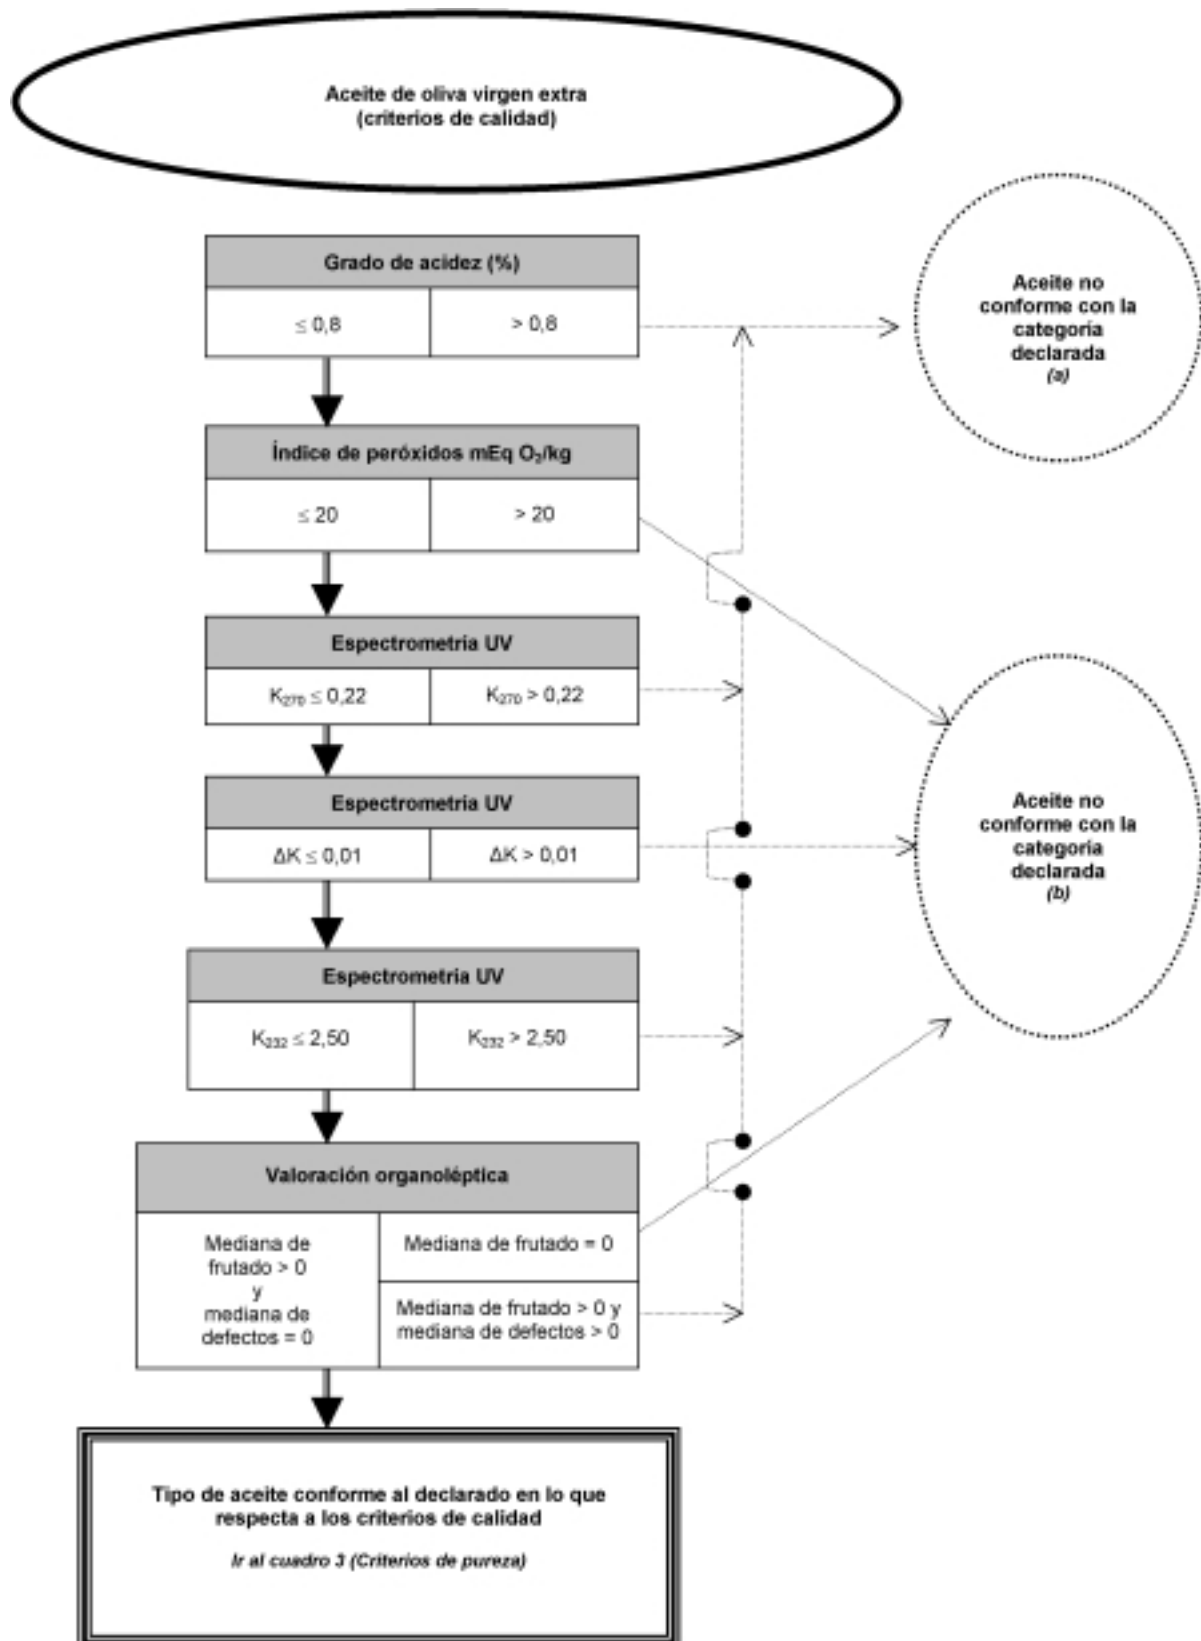 Aceite de oliva virgen extra
(criterios de calidad)
Grado de acidez (%)
≤ 0,8
> 0,8
Aceite no
conforme con la
categoría
declarada
(a)
Índice de peróxidos mEq O₂/kg
≤ 20
> 20
Espectrometría UV
K₂₇₀ ≤ 0,22
K₂₇₀ > 0,22
Espectrometría UV
ΔK ≤ 0,01
ΔK > 0,01
Aceite no
conforme con la
categoría
declarada
(b)
Espectrometría UV
K₂₃₂ ≤ 2,50
K₂₃₂ > 2,50
Valoración organoléptica
Mediana de
frutado > 0
y
mediana de
defectos = 0
Mediana de frutado = 0
Mediana de frutado > 0 y
mediana de defectos > 0
Tipo de aceite conforme al declarado en lo que
respecta a los criterios de calidad
Ir al cuadro 3 (Criterios de pureza)